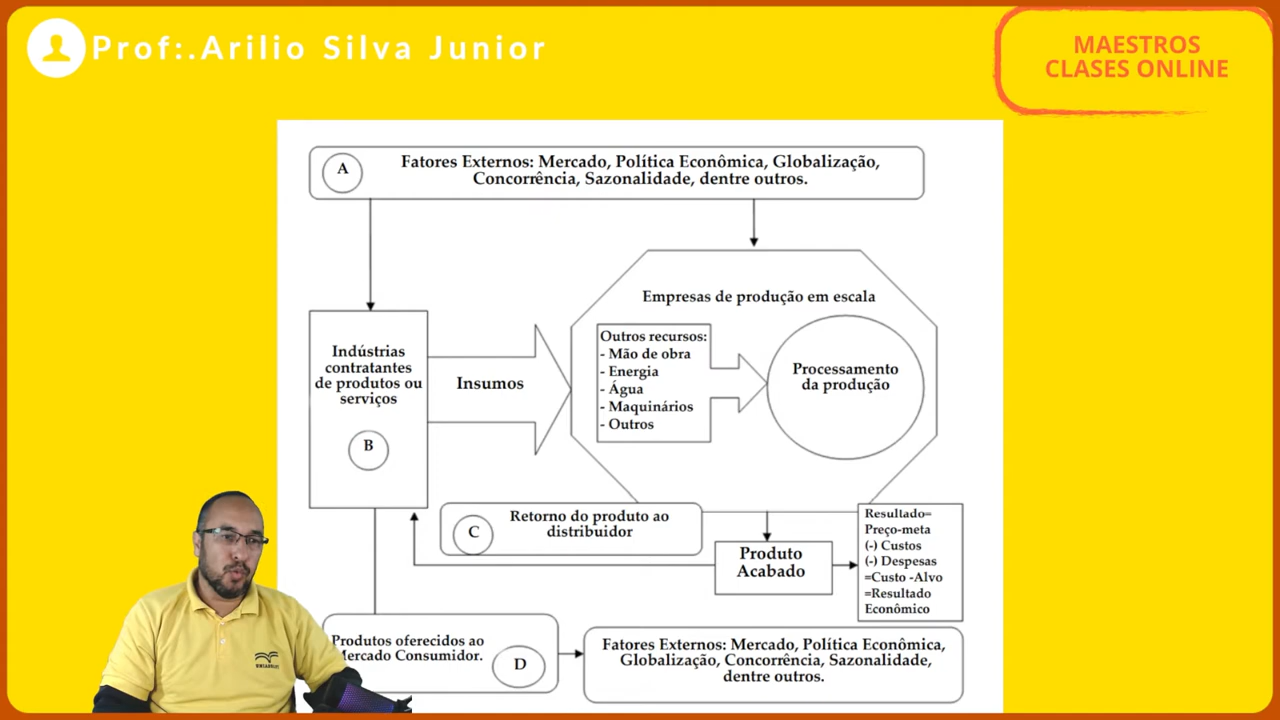 Prof:.Arilio Silva Junior
MAESTROS
CLASES ONLINE
A
Fatores Externos: Mercado, Política Econômica, Globalização,
Concorrência, Sazonalidade, dentre outros.
Empresas de produção em escala
Indústrias
contratantes
de produtos ou
serviços
B
Insumos
Outros recursos:
- Mão de obra
- Energia
- Água
- Maquinários
- Outros
Processamento
da produção
C
Retorno do produto ao
distribuidor
Produto
Acabado
Resultado=
Preço-meta
(-) Custos
(-) Despesas
=Custo -Alvo
=Resultado
Econômico
Produtos oferecidos ao
Mercado Consumidor.
D
Fatores Externos: Mercado, Política Econômica,
Globalização, Concorrência, Sazonalidade,
dentre outros.